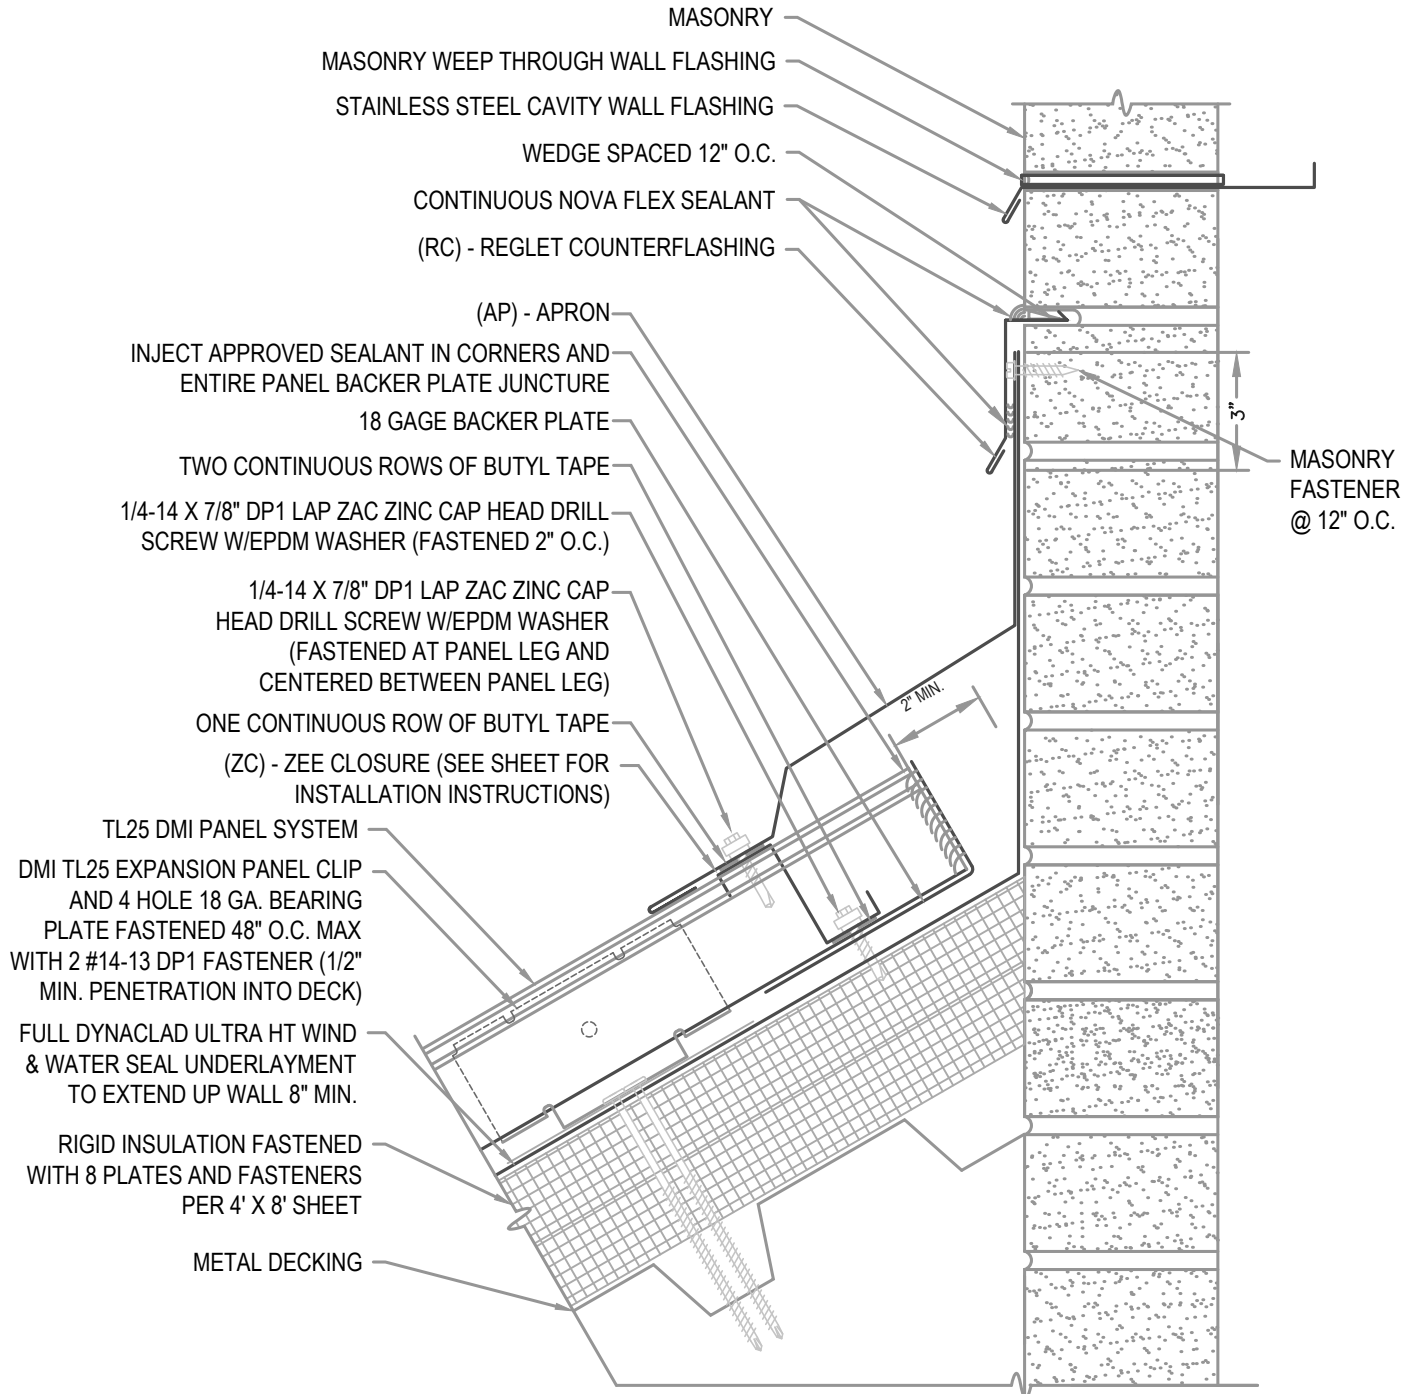 MASONRY
MASONRY WEEP THROUGH WALL FLASHING
STAINLESS STEEL CAVITY WALL FLASHING
WEDGE SPACED 12" O.C.
CONTINUOUS NOVA FLEX SEALANT
(RC) - REGLET COUNTERFLASHING
(AP) - APRON
INJECT APPROVED SEALANT IN CORNERS AND
ENTIRE PANEL BACKER PLATE JUNCTURE
18 GAGE BACKER PLATE
TWO CONTINUOUS ROWS OF BUTYL TAPE
1/4-14 X 7/8" DP1 LAP ZAC ZINC CAP HEAD DRILL
SCREW W/EPDM WASHER (FASTENED 2" O.C.)
1/4-14 X 7/8" DP1 LAP ZAC ZINC CAP
HEAD DRILL SCREW W/EPDM WASHER
(FASTENED AT PANEL LEG AND
CENTERED BETWEEN PANEL LEG)
ONE CONTINUOUS ROW OF BUTYL TAPE
(ZC) - ZEE CLOSURE (SEE SHEET FOR
INSTALLATION INSTRUCTIONS)
TL25 DMI PANEL SYSTEM
DMI TL25 EXPANSION PANEL CLIP
AND 4 HOLE 18 GA. BEARING
PLATE FASTENED 48" O.C. MAX
WITH 2 #14-13 DP1 FASTENER (1/2"
MIN. PENETRATION INTO DECK)
FULL DYNACLAD ULTRA HT WIND
& WATER SEAL UNDERLAYMENT
TO EXTEND UP WALL 8" MIN.
RIGID INSULATION FASTENED
WITH 8 PLATES AND FASTENERS
PER 4' X 8' SHEET
METAL DECKING
2" MIN.
3"
MASONRY
FASTENER
@ 12" O.C.